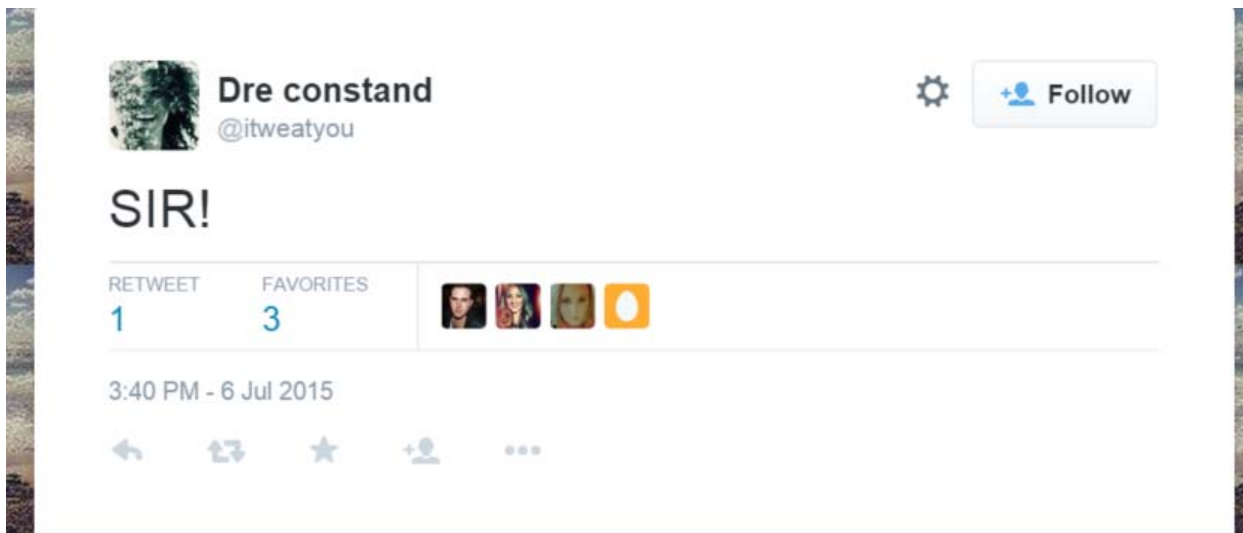 Dre constand
@itweatyou
Follow
SIR!
RETWEET FAVORITES
1 3
3:40 PM - 6 Jul 2015